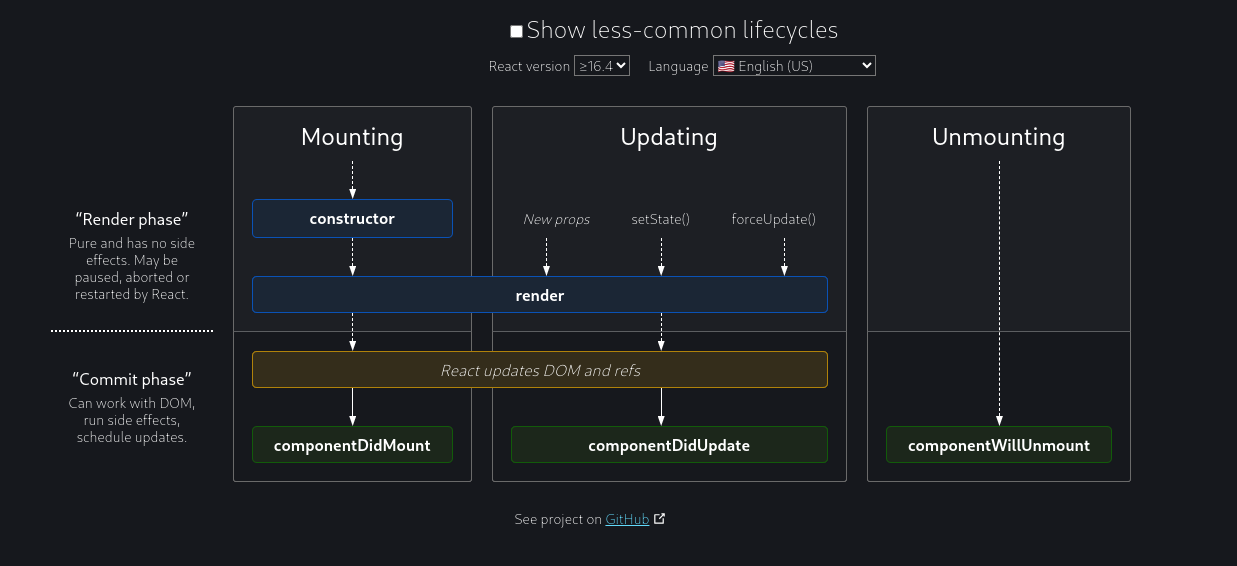 Show less-common lifecycles
React version ≥16.4 Language 🇺🇸 English (US)
Mounting
Updating
Unmounting
“Render phase”
Pure and has no side
effects. May be
paused, aborted or
restarted by React.
constructor
New props
setState()
forceUpdate()
render
“Commit phase”
Can work with DOM,
run side effects,
schedule updates.
React updates DOM and refs
componentDidMount
componentDidUpdate
componentWillUnmount
See project on GitHub